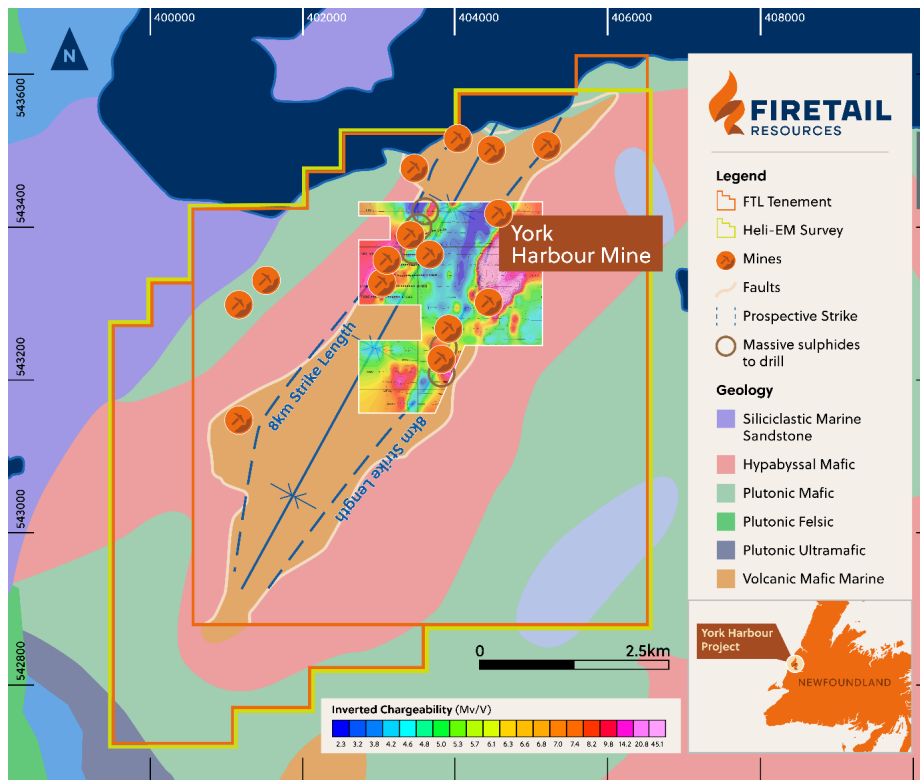 400000
402000
404000
406000
408000
N
543600
543400
543200
543000
542800
York
Harbour Mine
8km Strike Length
8km Strike Length
0
2.5km
Inverted Chargeability (Mv/V)
2.3 3.2 3.8 4.2 4.6 4.8 5.0 5.3 5.7 6.1 6.3 6.6 6.8 7.0 7.4 8.2 9.8 14.2 20.8 45.1
FIRETAIL
RESOURCES
Legend
FTL Tenement
Heli-EM Survey
Mines
Faults
Prospective Strike
Massive sulphides
to drill
Geology
Siliciclastic Marine
Sandstone
Hypabyssal Mafic
Plutonic Mafic
Plutonic Felsic
Plutonic Ultramafic
Volcanic Mafic Marine
York Harbour
Project
NEWFOUNDLAND